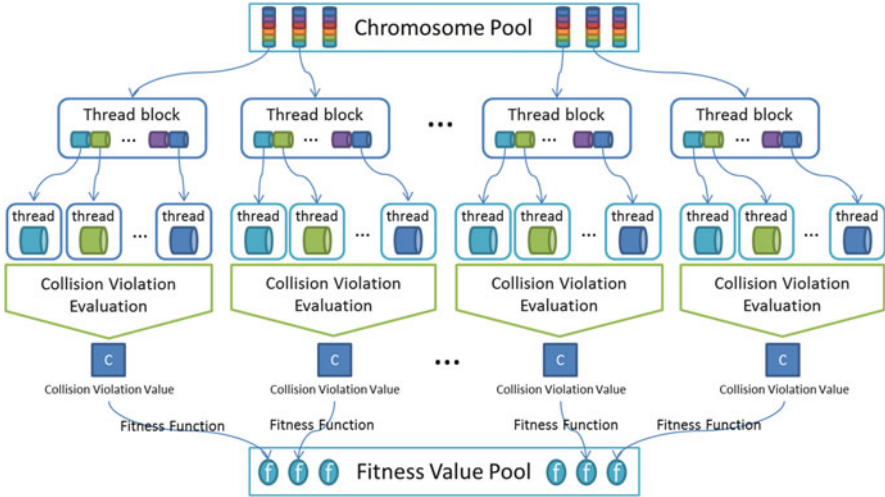 Chromosome Pool
Thread block
Thread block
Thread block
Thread block
...
...
...
...
...
thread
thread
...
thread
thread
thread
...
thread
thread
thread
...
thread
thread
thread
...
thread
Collision Violation
Evaluation
Collision Violation
Evaluation
Collision Violation
Evaluation
Collision Violation
Evaluation
C
C
...
C
C
Collision Violation Value
Collision Violation Value
Collision Violation Value
Collision Violation Value
Fitness Function
Fitness Function
Fitness Function
Fitness Function
f f f Fitness Value Pool f f f